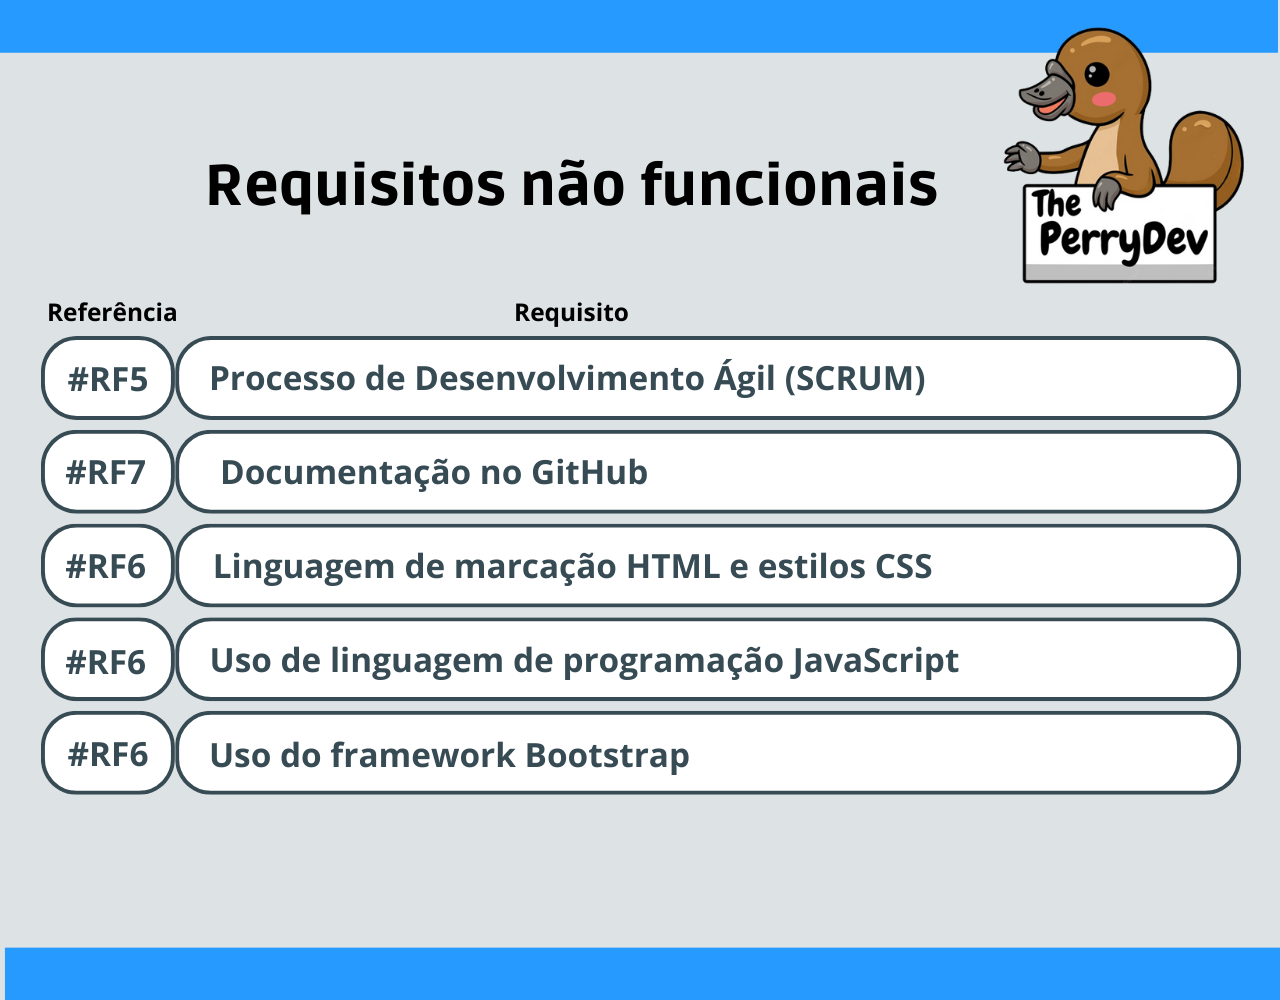 Requisitos não funcionais
The
PerryDev
Referência Requisito
#RF5 Processo de Desenvolvimento Ágil (SCRUM)
#RF7 Documentação no GitHub
#RF6 Linguagem de marcação HTML e estilos CSS
#RF6 Uso de linguagem de programação JavaScript
#RF6 Uso do framework Bootstrap